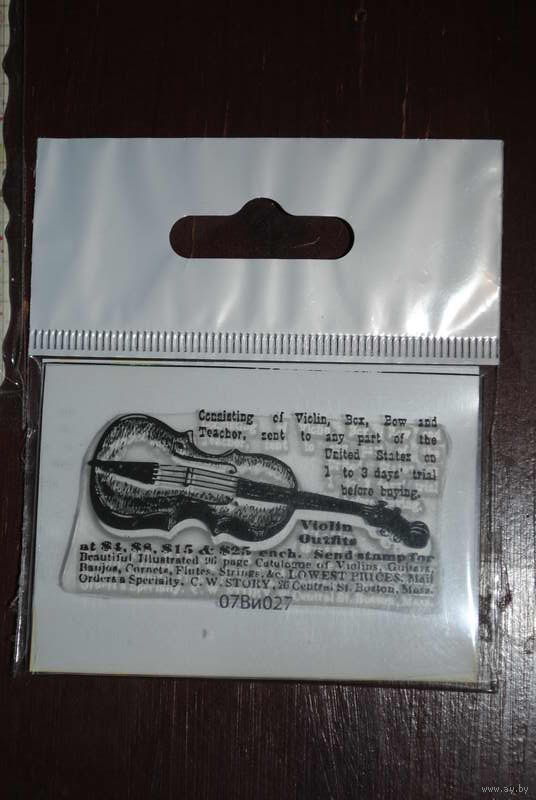 Consisting of Violin, Box, Bow and
Teacher, sent to any part of the
United States on
1 to 3 days' trial
before buying.
Violin
Outfits
at $4, $8, $15 & $25 each. Send stamp for
Beautiful Illustrated 96 page Catalogue of Violins, Guitars,
Banjos, Cornets, Flutes, Strings, &c. LOWEST PRICES. Mail
Orders a Specialty. C. W. STORY, 26 Central St. Boston, Mass.
07Ви027
www.ay.by